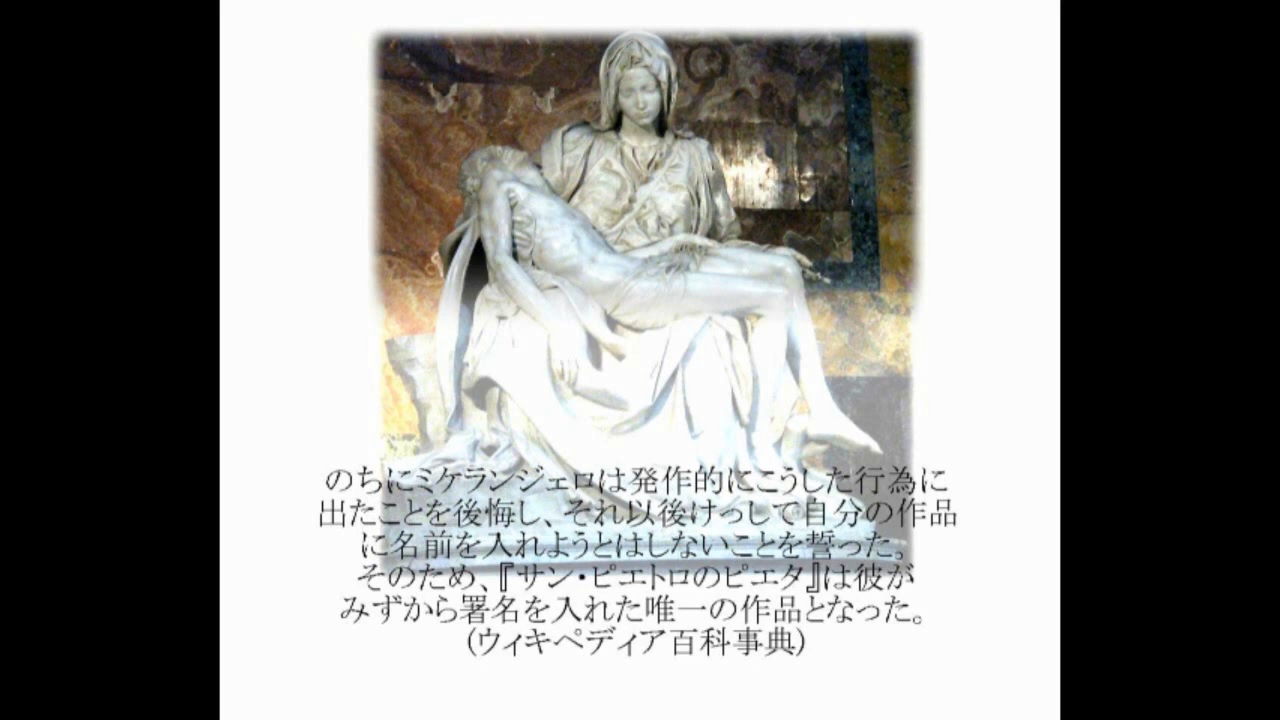 のちにミケランジェロは発作的にこうした行為に
出たことを後悔し、それ以後けっして自分の作品
に名前を入れようとはしないことを誓った。
そのため、『サン・ピエトロのピエタ』は彼が
みずから署名を入れた唯一の作品となった。
(ウィキペディア百科事典)